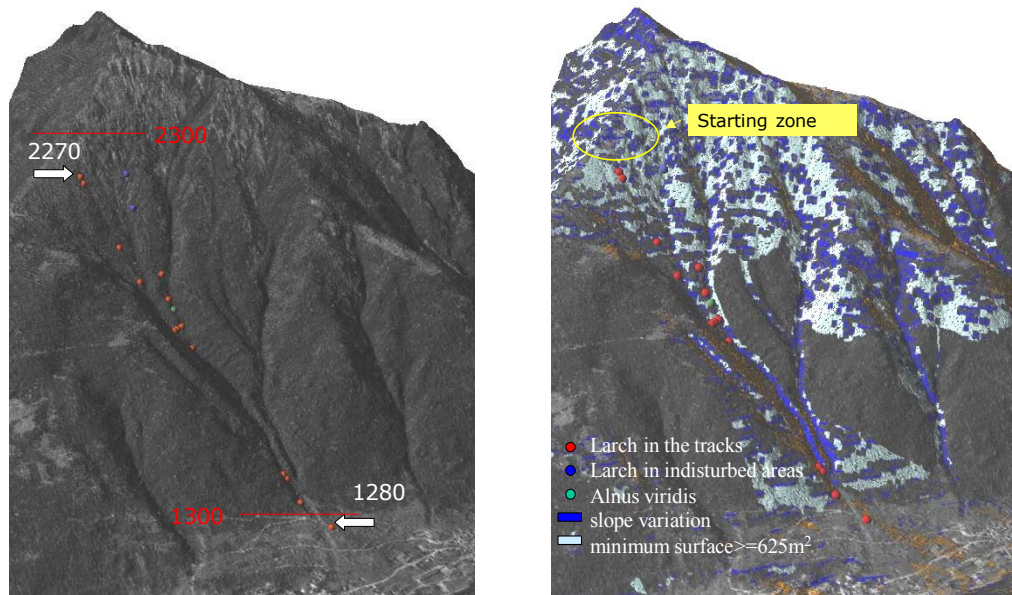 2300
2270
1280
1300
Starting zone
Larch in the tracks
Larch in indisturbed areas
Alnus viridis
slope variation
minimum surface>=625m²